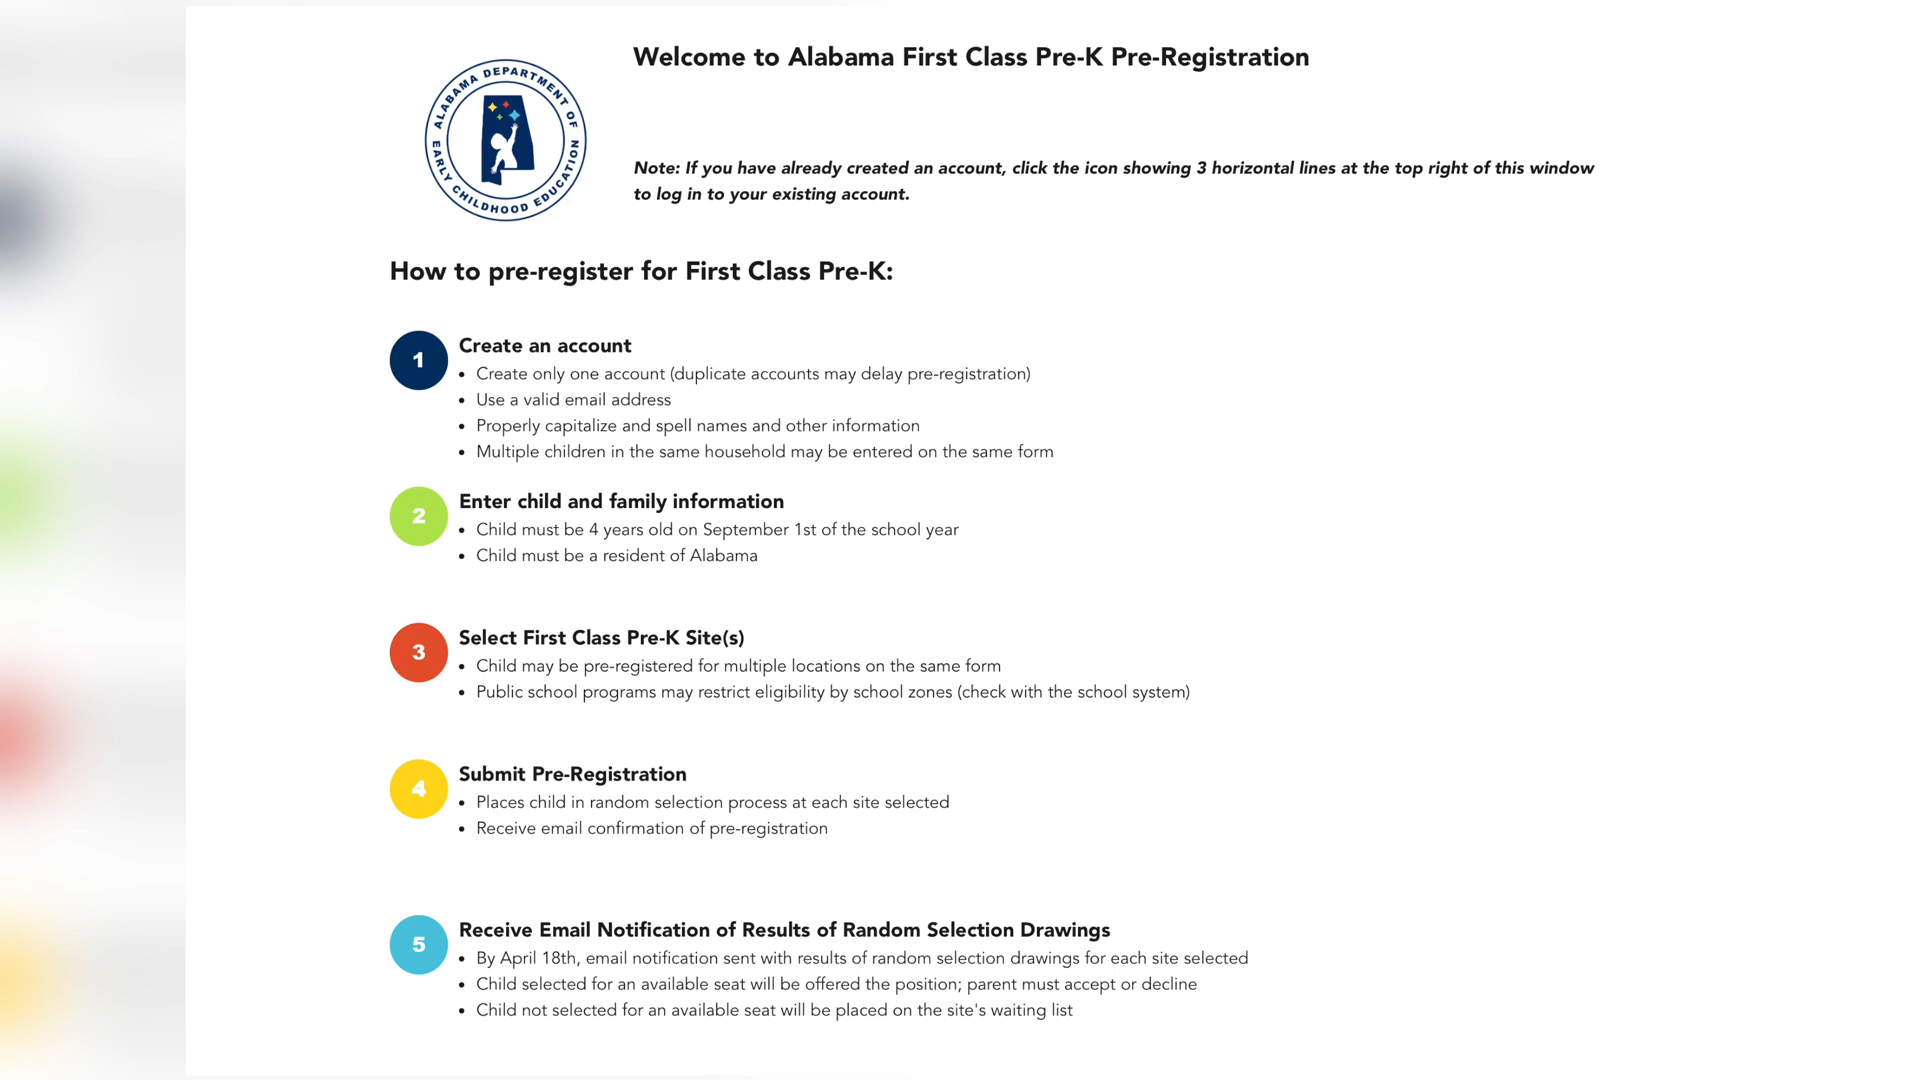 Welcome to Alabama First Class Pre-K Pre-Registration
ALABAMA DEPARTMENT OF
EARLY CHILDHOOD EDUCATION
Note: If you have already created an account, click the icon showing 3 horizontal lines at the top right of this window
to log in to your existing account.
How to pre-register for First Class Pre-K:
1
Create an account
• Create only one account (duplicate accounts may delay pre-registration)
• Use a valid email address
• Properly capitalize and spell names and other information
• Multiple children in the same household may be entered on the same form
2
Enter child and family information
• Child must be 4 years old on September 1st of the school year
• Child must be a resident of Alabama
3
Select First Class Pre-K Site(s)
• Child may be pre-registered for multiple locations on the same form
• Public school programs may restrict eligibility by school zones (check with the school system)
4
Submit Pre-Registration
• Places child in random selection process at each site selected
• Receive email confirmation of pre-registration
5
Receive Email Notification of Results of Random Selection Drawings
• By April 18th, email notification sent with results of random selection drawings for each site selected
• Child selected for an available seat will be offered the position; parent must accept or decline
• Child not selected for an available seat will be placed on the site's waiting list